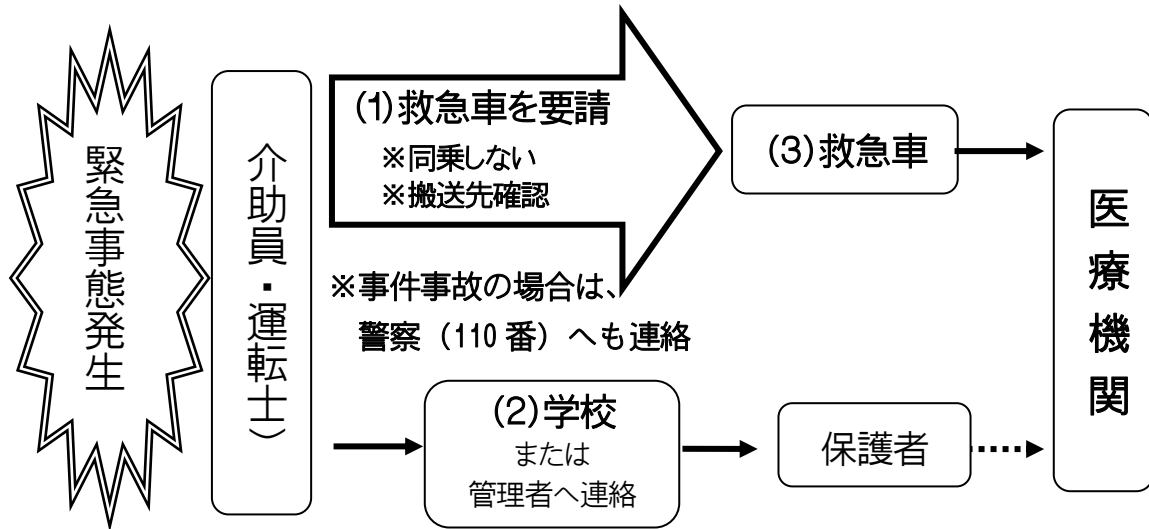 緊急事態発生
介助員・運転士）
(1)救急車を要請
※同乗しない
※搬送先確認
※事件事故の場合は、
警察（110番）へも連絡
(2)学校
または
管理者へ連絡
(3)救急車
保護者
医療機関